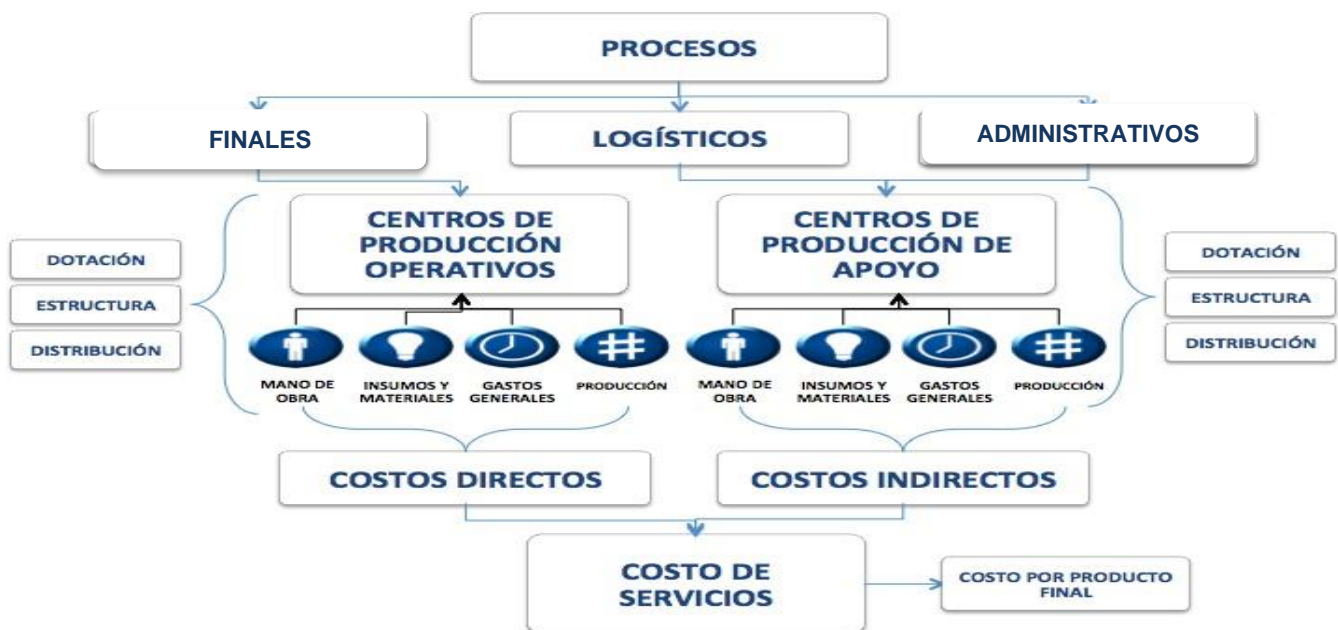 PROCESOS
FINALES
LOGÍSTICOS
ADMINISTRATIVOS
CENTROS DE
PRODUCCIÓN
OPERATIVOS
CENTROS DE
PRODUCCIÓN DE
APOYO
DOTACIÓN
ESTRUCTURA
DISTRIBUCIÓN
DOTACIÓN
ESTRUCTURA
DISTRIBUCIÓN
MANO DE
OBRA
INSUMOS Y
MATERIALES
GASTOS
GENERALES
PRODUCCIÓN
MANO DE
OBRA
INSUMOS Y
MATERIALES
GASTOS
GENERALES
PRODUCCIÓN
COSTOS DIRECTOS
COSTOS INDIRECTOS
COSTO DE
SERVICIOS
COSTO POR PRODUCTO
FINAL